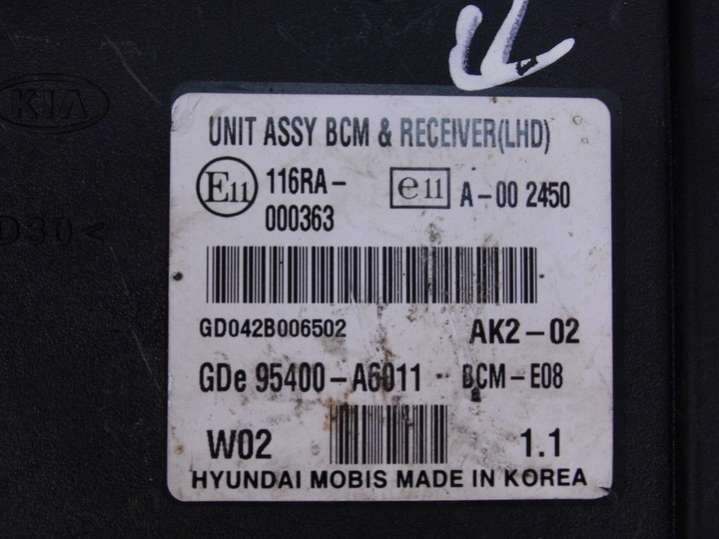 KIA
UNIT ASSY BCM & RECEIVER(LHD)
E11 116RA- e11 A-00 2450
000363
D30<
GD042B006502 AK2-02
GDe 95400-A6011 BCM-E08
W02 1.1
HYUNDAI MOBIS MADE IN KOREA